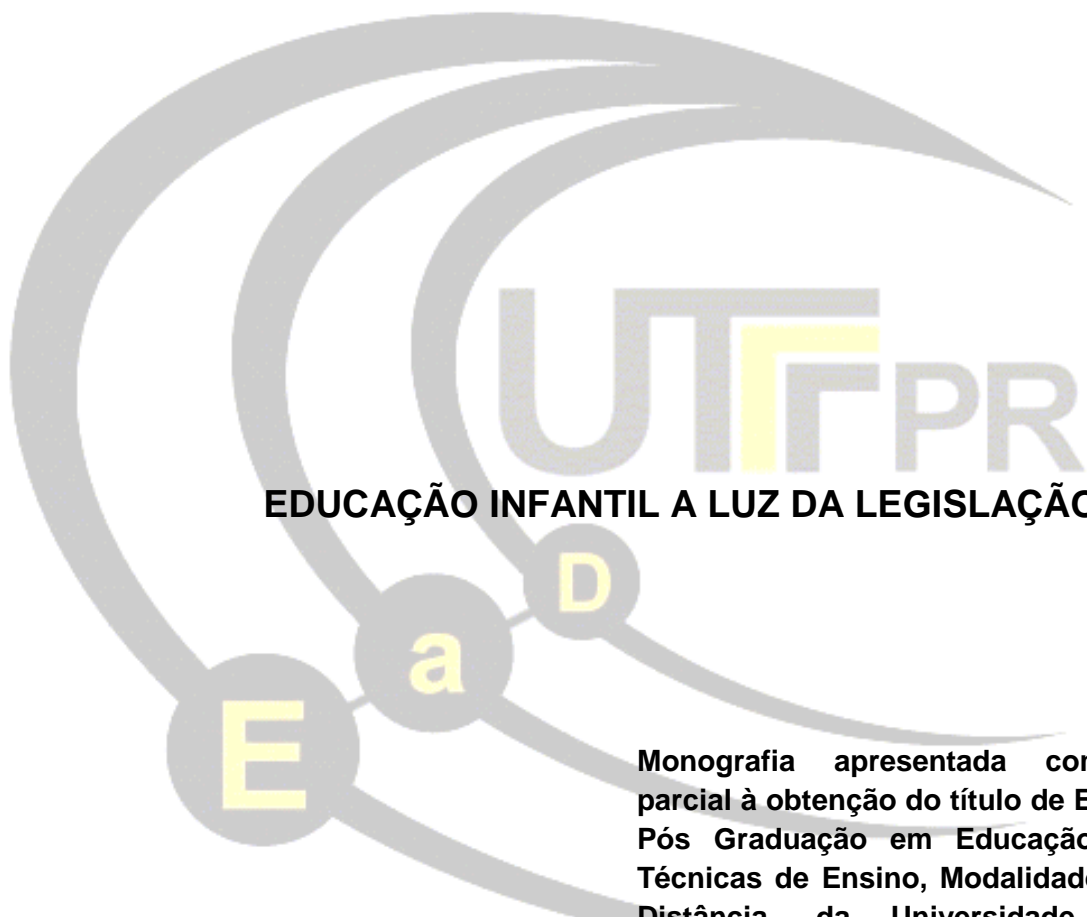 UTFPR
EDUCAÇÃO INFANTIL A LUZ DA LEGISLAÇÃO
D
a
E
Monografia apresentada
parcial à obtenção do título de
Pós Graduação em Educação
Técnicas de Ensino, Modalidade
Distância, da Universidade